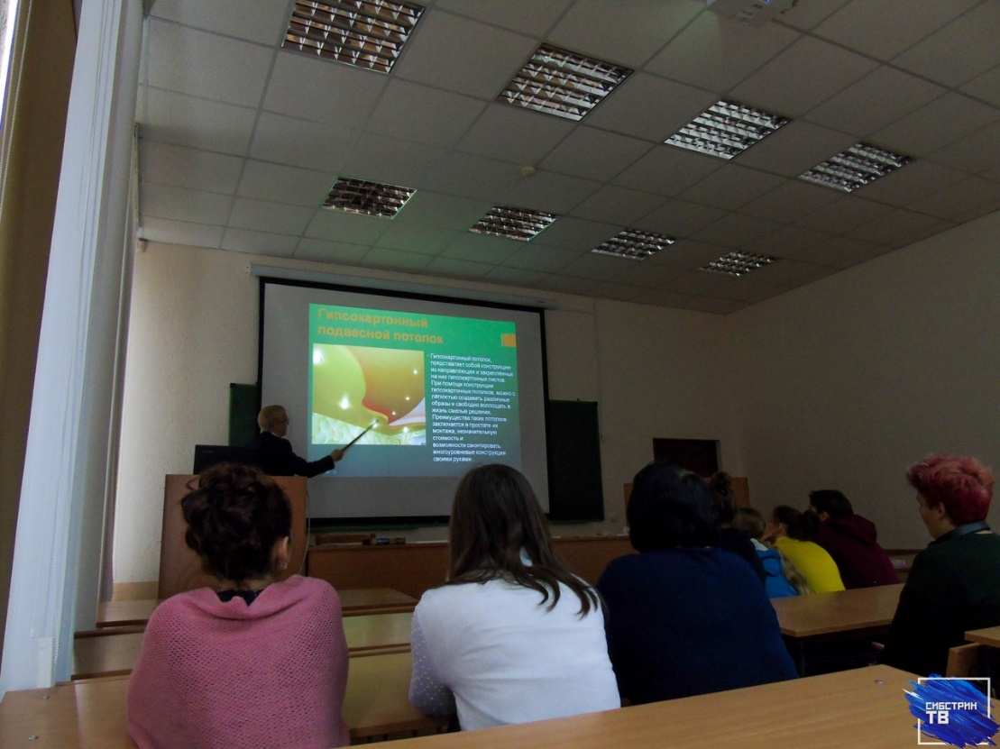 Гипсокартонный
подвесной потолок
Гипсокартонный потолок,
представляет собой конструкцию
из направляющих и закреплённых
на них гипсокартонных листов.
При помощи конструкции
гипсокартонных потолков, можно с
лёгкостью создавать различные
образы и свободно воплощать в
жизнь смелые решения.
Преимущества таких потолков
заключается в простате их
монтажа, незначительную
стоимость и
возможности смонтировать
многоуровневые конструкции
своими руками.
СИБСТРИН
ТВ